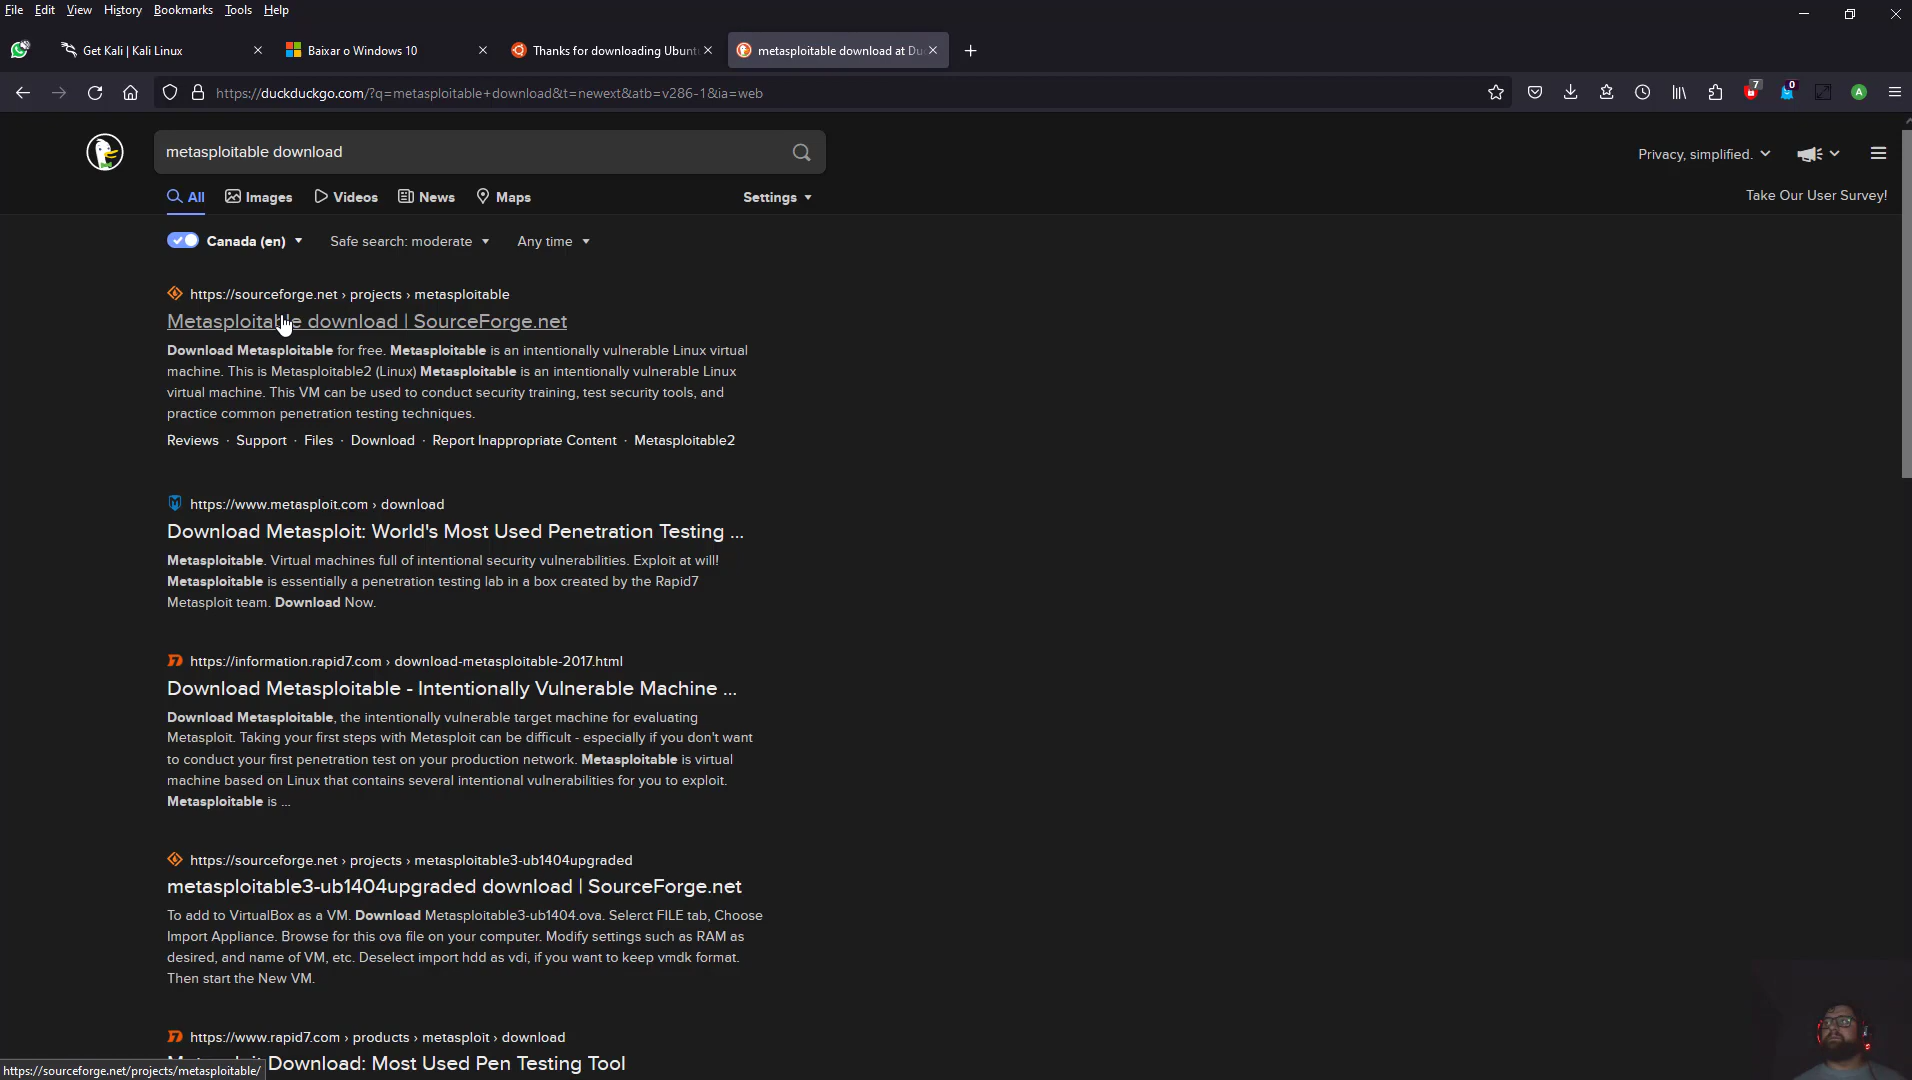 File Edit View History Bookmarks Tools Help
Get Kali | Kali Linux
Baixar o Windows 10
Thanks for downloading Ubunt
metasploitable download at Du
https://duckduckgo.com/?q=metasploitable+download&t=newext&atb=v286-1&ia=web
7
0
A
metasploitable download
Privacy, simplified.
All Images Videos News Maps Settings
Take Our User Survey!
Canada (en) Safe search: moderate Any time
https://sourceforge.net › projects › metasploitable
Metasploitable download | SourceForge.net
Download Metasploitable for free. Metasploitable is an intentionally vulnerable Linux virtual
machine. This is Metasploitable2 (Linux) Metasploitable is an intentionally vulnerable Linux
virtual machine. This VM can be used to conduct security training, test security tools, and
practice common penetration testing techniques.
Reviews · Support · Files · Download · Report Inappropriate Content · Metasploitable2
https://www.metasploit.com › download
Download Metasploit: World's Most Used Penetration Testing ...
Metasploitable. Virtual machines full of intentional security vulnerabilities. Exploit at will!
Metasploitable is essentially a penetration testing lab in a box created by the Rapid7
Metasploit team. Download Now.
https://information.rapid7.com › download-metasploitable-2017.html
Download Metasploitable - Intentionally Vulnerable Machine ...
Download Metasploitable, the intentionally vulnerable target machine for evaluating
Metasploit. Taking your first steps with Metasploit can be difficult - especially if you don't want
to conduct your first penetration test on your production network. Metasploitable is virtual
machine based on Linux that contains several intentional vulnerabilities for you to exploit.
Metasploitable is ...
https://sourceforge.net › projects › metasploitable3-ub1404upgraded
metasploitable3-ub1404upgraded download | SourceForge.net
To add to VirtualBox as a VM. Download Metasploitable3-ub1404.ova. Selerct FILE tab, Choose
Import Appliance. Browse for this ova file on your computer. Modify settings such as RAM as
desired, and name of VM, etc. Deselect import hdd as vdi, if you want to keep vmdk format.
Then start the New VM.
https://www.rapid7.com › products › metasploit › download
Download: Most Used Pen Testing Tool
https://sourceforge.net/projects/metasploitable/